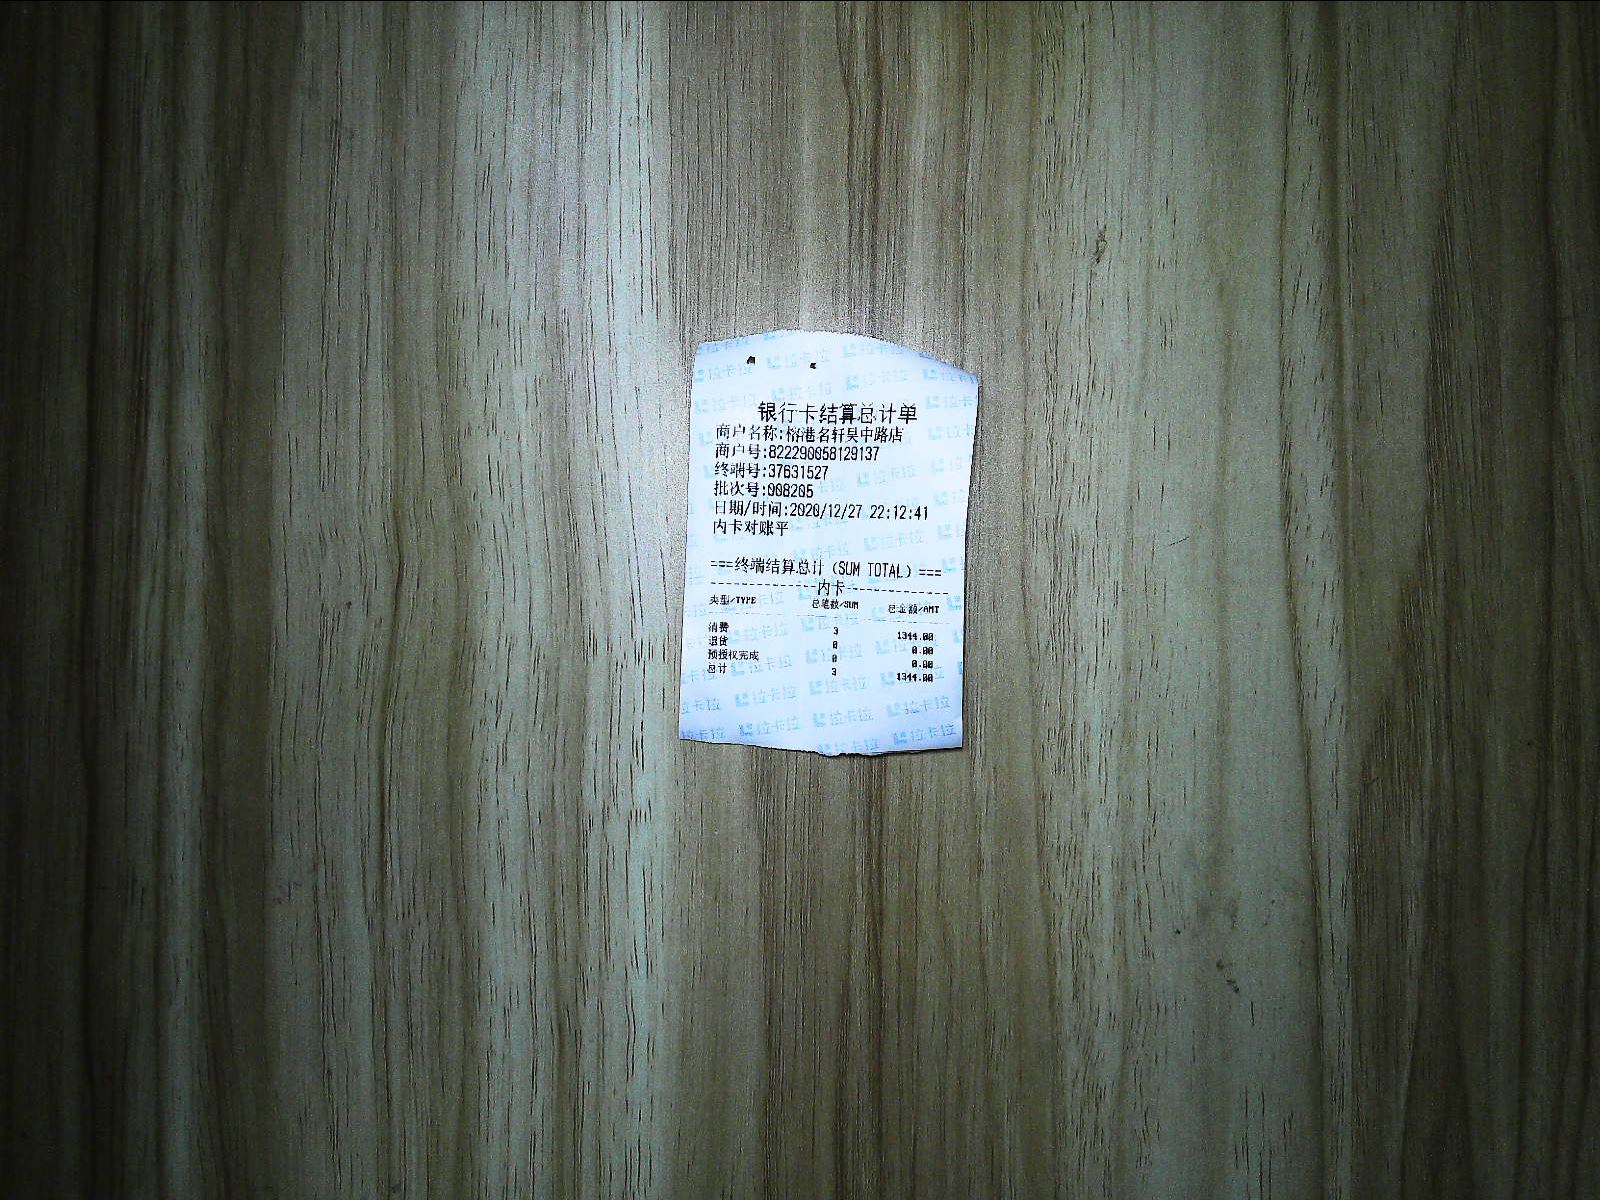 银行卡结算总计单
商户名称:榕港名轩吴中路店
商户号:822290058129137
终端号:37631527
批次号:008205
日期/时间:2020/12/27 22:12:41
内卡对账平
===终端结算总计(SUM TOTAL)===
---------------内卡---------------
类型/TYPE 总笔数/SUM 总金额/AMT
消费 3 1344.00
退货 0 0.00
预授权完成 0 0.00
总计 3 1344.00
拉卡拉